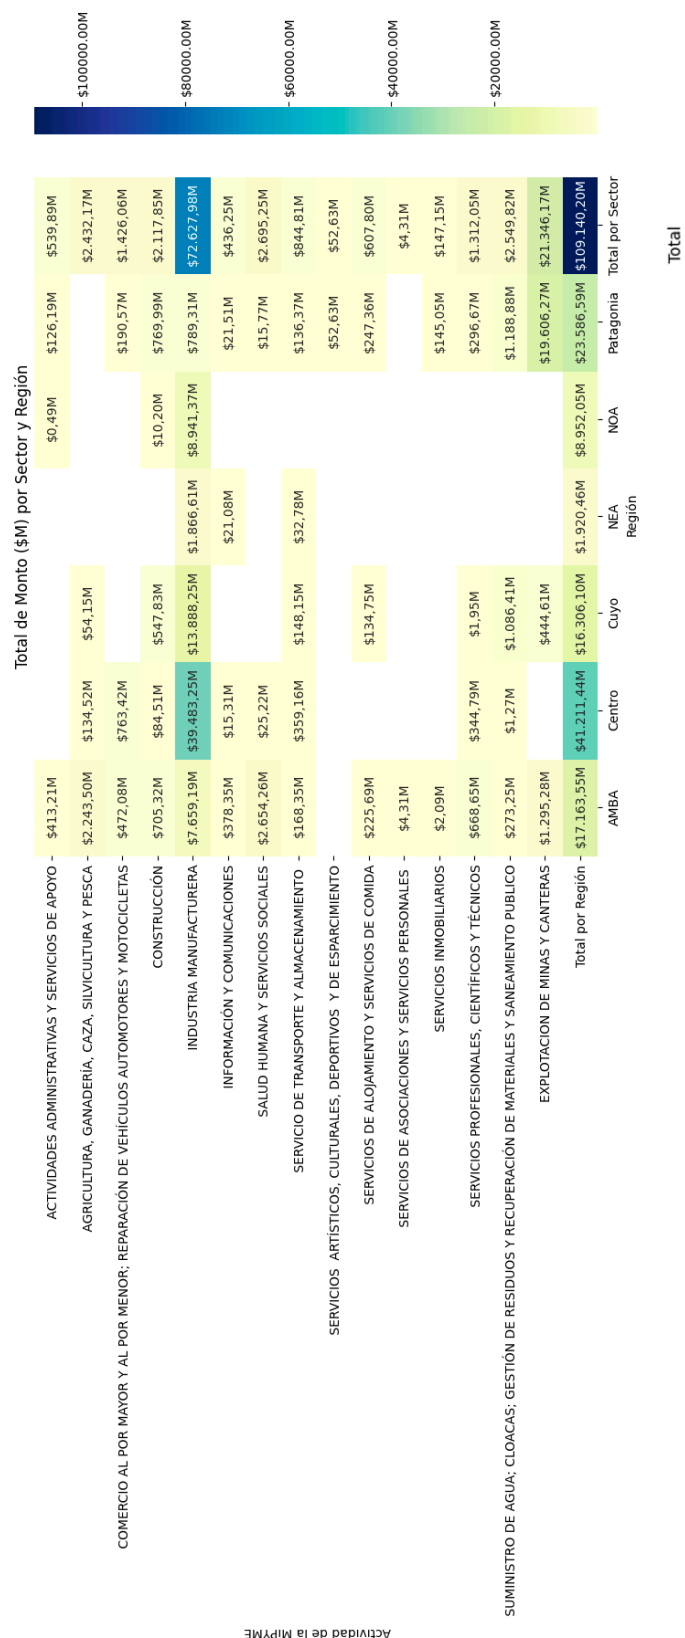 Total de Monto ($M) por Sector y Región
ACTIVIDADES ADMINISTRATIVAS Y SERVICIOS DE APOYO $413,21M $0,49M $126,19M $539,89M
AGRICULTURA, GANADERÍA, CAZA, SILVICULTURA Y PESCA $2.243,50M $134,52M $54,15M $2.432,17M
COMERCIO AL POR MAYOR Y AL POR MENOR; REPARACIÓN DE VEHÍCULOS AUTOMOTORES Y MOTOCICLETAS $472,08M $763,42M $190,57M $1.426,06M
CONSTRUCCIÓN $705,32M $84,51M $547,83M $10,20M $769,99M $2.117,85M
INDUSTRIA MANUFACTURERA $7.659,19M $39.483,25M $13.888,25M $1.866,61M $8.941,37M $789,31M $72.627,98M
INFORMACIÓN Y COMUNICACIONES $378,35M $15,31M $21,08M $21,51M $436,25M
SALUD HUMANA Y SERVICIOS SOCIALES $2.654,26M $25,22M $15,77M $2.695,25M
SERVICIO DE TRANSPORTE Y ALMACENAMIENTO $168,35M $359,16M $148,15M $32,78M $136,37M $844,81M
SERVICIOS  ARTÍSTICOS, CULTURALES, DEPORTIVOS  Y DE ESPARCIMIENTO $52,63M $52,63M
SERVICIOS DE ALOJAMIENTO Y SERVICIOS DE COMIDA $225,69M $134,75M $247,36M $607,80M
SERVICIOS DE ASOCIACIONES Y SERVICIOS PERSONALES $4,31M $4,31M
SERVICIOS INMOBILIARIOS $2,09M $145,05M $147,15M
SERVICIOS PROFESIONALES, CIENTÍFICOS Y TÉCNICOS $668,65M $344,79M $1,95M $296,67M $1.312,05M
SUMINISTRO DE AGUA; CLOACAS; GESTIÓN DE RESIDUOS Y RECUPERACIÓN DE MATERIALES Y SANEAMIENTO PUBLICO $273,25M $1,27M $1.086,41M $1.188,88M $2.549,82M
EXPLOTACION DE MINAS Y CANTERAS $1.295,28M $444,61M $19.606,27M $21.346,17M
Total por Región $17.163,55M $41.211,44M $16.306,10M $1.920,46M $8.952,05M $23.586,59M $109.140,20M
AMBA Centro Cuyo NEA NOA Patagonia Total por Sector
Región
Actividad de la MiPyME
$100000.00M
$80000.00M
$60000.00M
$40000.00M
$20000.00M
Total